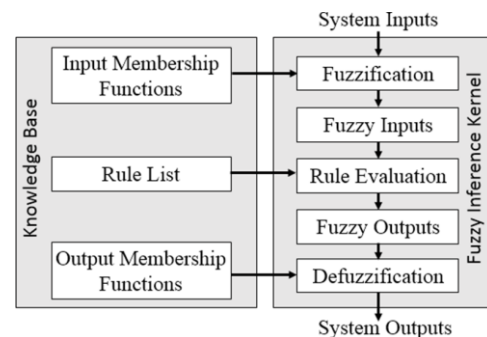 System Inputs
Knowledge Base
Input Membership
Functions
Rule List
Output Membership
Functions
Fuzzification
Fuzzy Inputs
Rule Evaluation
Fuzzy Outputs
Defuzzification
Fuzzy Inference Kernel
System Outputs